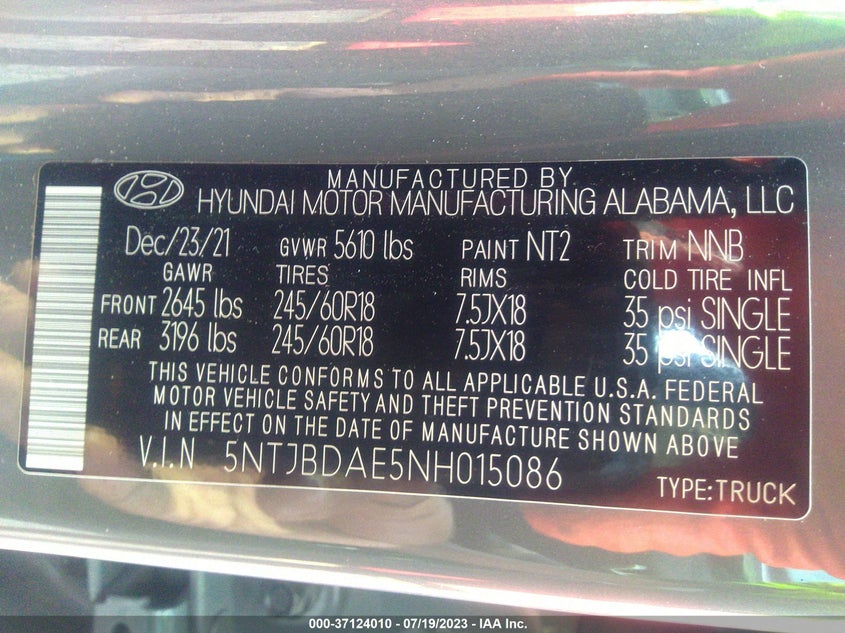 MANUFACTURED BY
HYUNDAI MOTOR MANUFACTURING ALABAMA, LLC
Dec/23/21 GVWR 5610 lbs PAINT NT2 TRIM NNB
GAWR TIRES RIMS COLD TIRE INFL
FRONT 2645 lbs 245/60R18 7.5JX18 35 psi SINGLE
REAR 3196 lbs 245/60R18 7.5JX18 35 psi SINGLE
THIS VEHICLE CONFORMS TO ALL APPLICABLE U.S.A. FEDERAL
MOTOR VEHICLE SAFETY AND THEFT PREVENTION STANDARDS
IN EFFECT ON THE DATE OF MANUFACTURE SHOWN ABOVE
V.I.N 5NTJBDAE5NH015086
TYPE:TRUCK
000-37124010 - 07/19/2023 - IAA Inc.